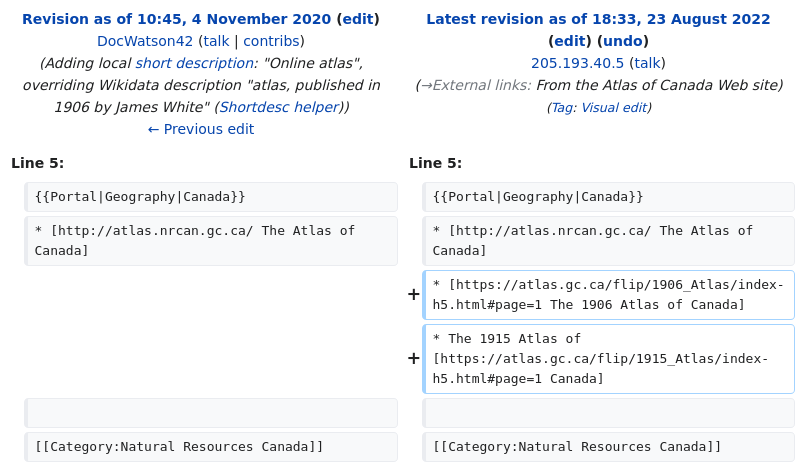 Revision as of 10:45, 4 November 2020 (edit)
DocWatson42 (talk | contribs)
(Adding local short description: "Online atlas",
overriding Wikidata description "atlas, published in
1906 by James White" (Shortdesc helper))
← Previous edit
Latest revision as of 18:33, 23 August 2022
(edit) (undo)
205.193.40.5 (talk)
(→External links: From the Atlas of Canada Web site)
(Tag: Visual edit)
Line 5:
Line 5:
{{Portal|Geography|Canada}}
{{Portal|Geography|Canada}}
* [http://atlas.nrcan.gc.ca/ The Atlas of
Canada]
* [http://atlas.nrcan.gc.ca/ The Atlas of
Canada]
+ * [https://atlas.gc.ca/flip/1906_Atlas/index-
h5.html#page=1 The 1906 Atlas of Canada]
+ * The 1915 Atlas of
[https://atlas.gc.ca/flip/1915_Atlas/index-
h5.html#page=1 Canada]
[[Category:Natural Resources Canada]]
[[Category:Natural Resources Canada]]